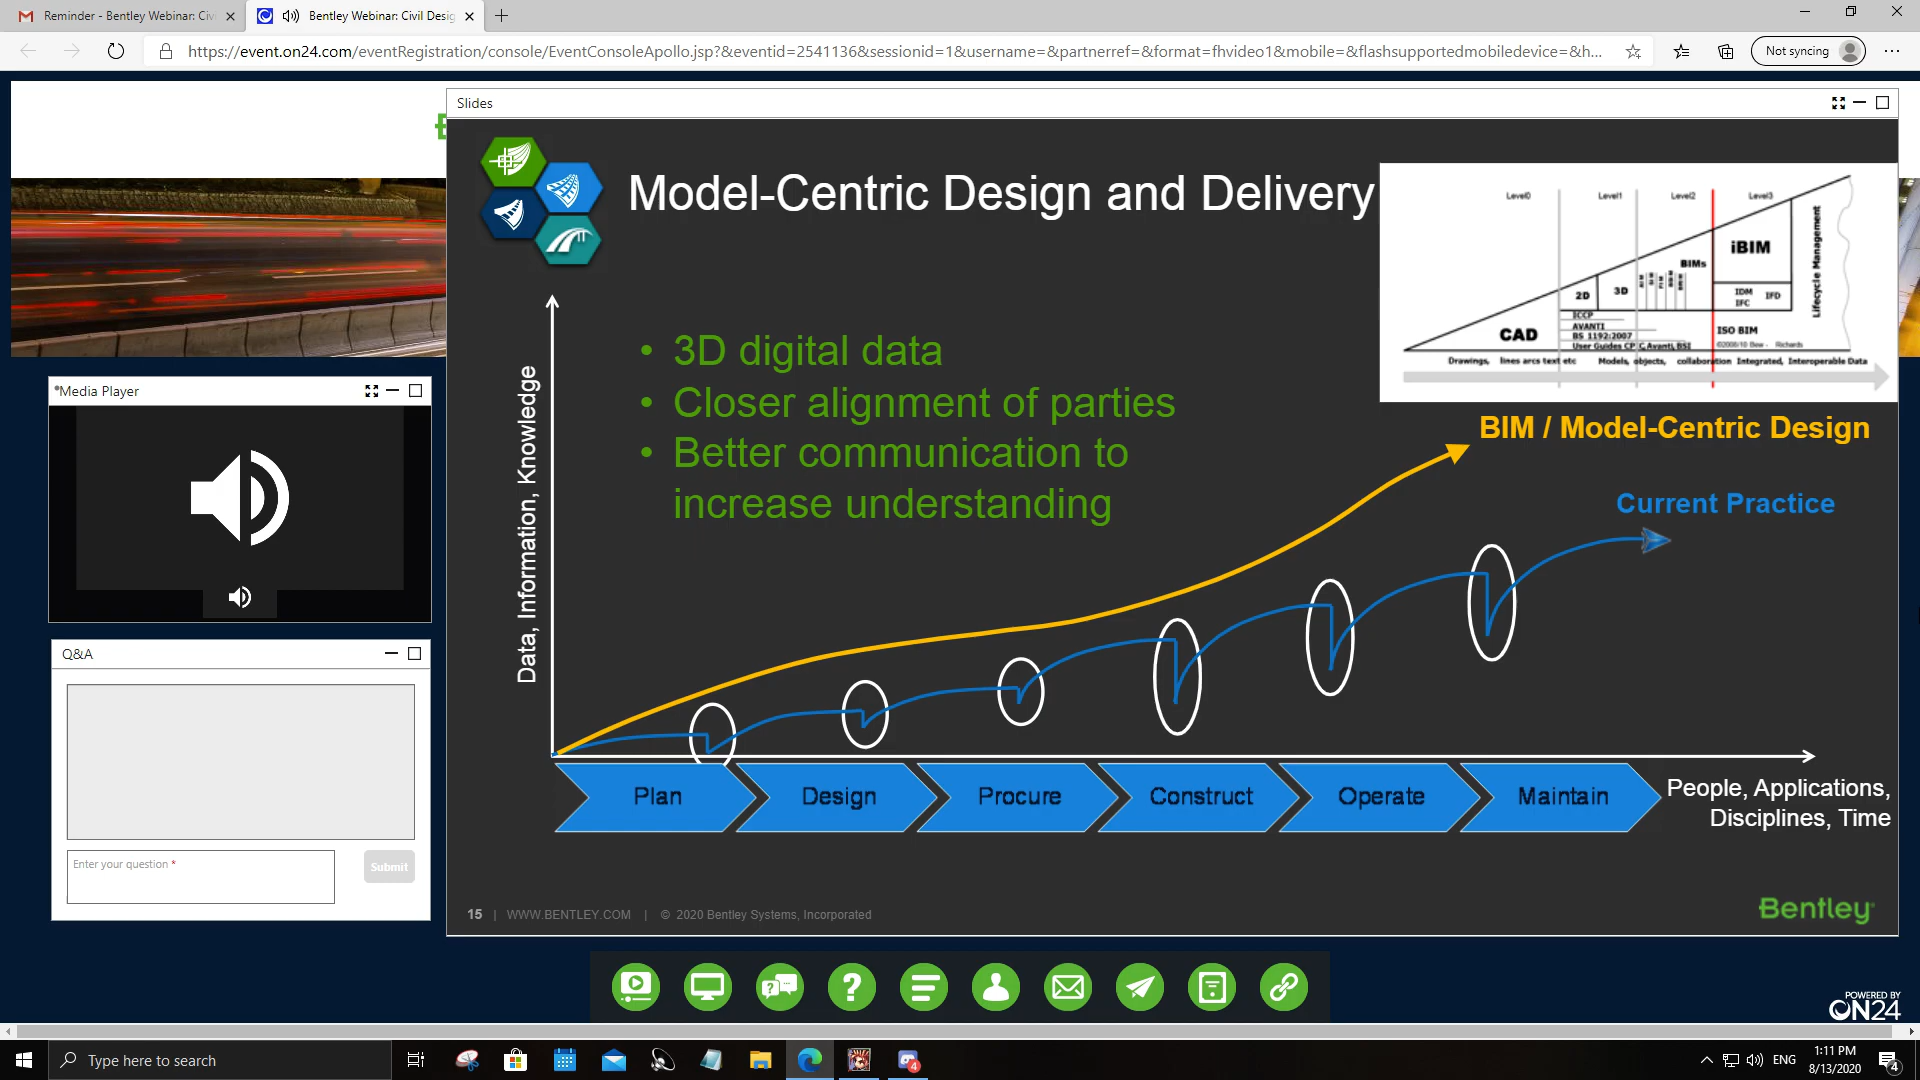 Reminder - Bentley Webinar: Civi
Bentley Webinar: Civil Desig
https://event.on24.com/eventRegistration/console/EventConsoleApollo.jsp?&eventid=2541136&sessionid=1&username=&partnerref=&format=fhvideo1&mobile=&flashsupportedmobiledevice=&h...
Not syncing
Slides
Model-Centric Design and Delivery
Level0 Level1 Level2 Level3
iBIM
BIMs
2D 3D
IDM
IFC
IFD
Lifecycle Management
CAD
ICCP
AVANTI
BS 1192:2007
User Guides CPIC, Avanti, BSI
ISO BIM
Drawings, lines arcs text etc Models, objects, collaboration Integrated, Interoperable Data
• 3D digital data
• Closer alignment of parties
• Better communication to
increase understanding
Data, Information, Knowledge
BIM / Model-Centric Design
Current Practice
Plan Design Procure Construct Operate Maintain
People, Applications,
Disciplines, Time
15 | WWW.BENTLEY.COM | © 2020 Bentley Systems, Incorporated
Bentley
*Media Player
Q&A
Enter your question *
Submit
POWERED BY
ON24
Type here to search
4
ENG
1:11 PM
8/13/2020
4